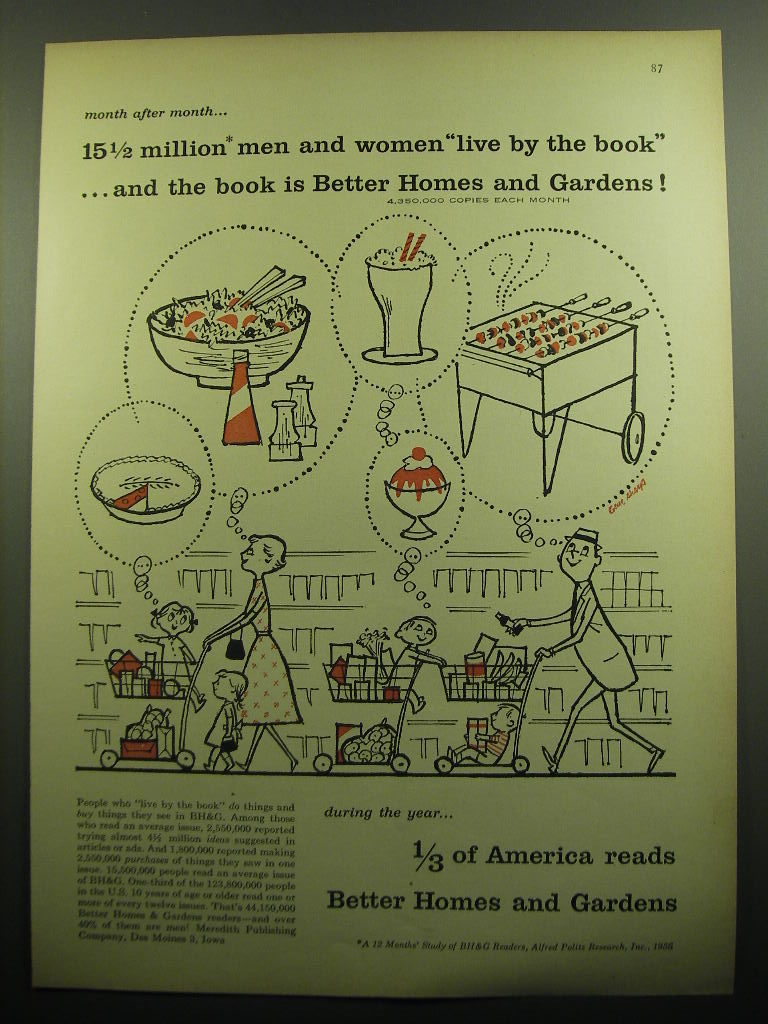 87
month after month...
15½ million* men and women "live by the book"
...and the book is Better Homes and Gardens!
4,350,000 COPIES EACH MONTH
People who "live by the book" do things and
buy things they see in BH&G. Among those
who read an average issue, 2,550,000 reported
trying almost 4½ million ideas suggested in
articles or ads. And 1,800,000 reported making
2,550,000 purchases of things they saw in one
issue. 15,500,000 people read an average issue
of BH&G. One-third of the 123,800,000 people
in the U.S. 10 years of age or older read one or
more of every twelve issues. That's 44,150,000
Better Homes & Gardens readers—and over
40% of them are men! Meredith Publishing
Company, Des Moines 3, Iowa
during the year...
⅓ of America reads
Better Homes and Gardens
*A 12 Months' Study of BH&G Readers, Alfred Politz Research, Inc., 1956